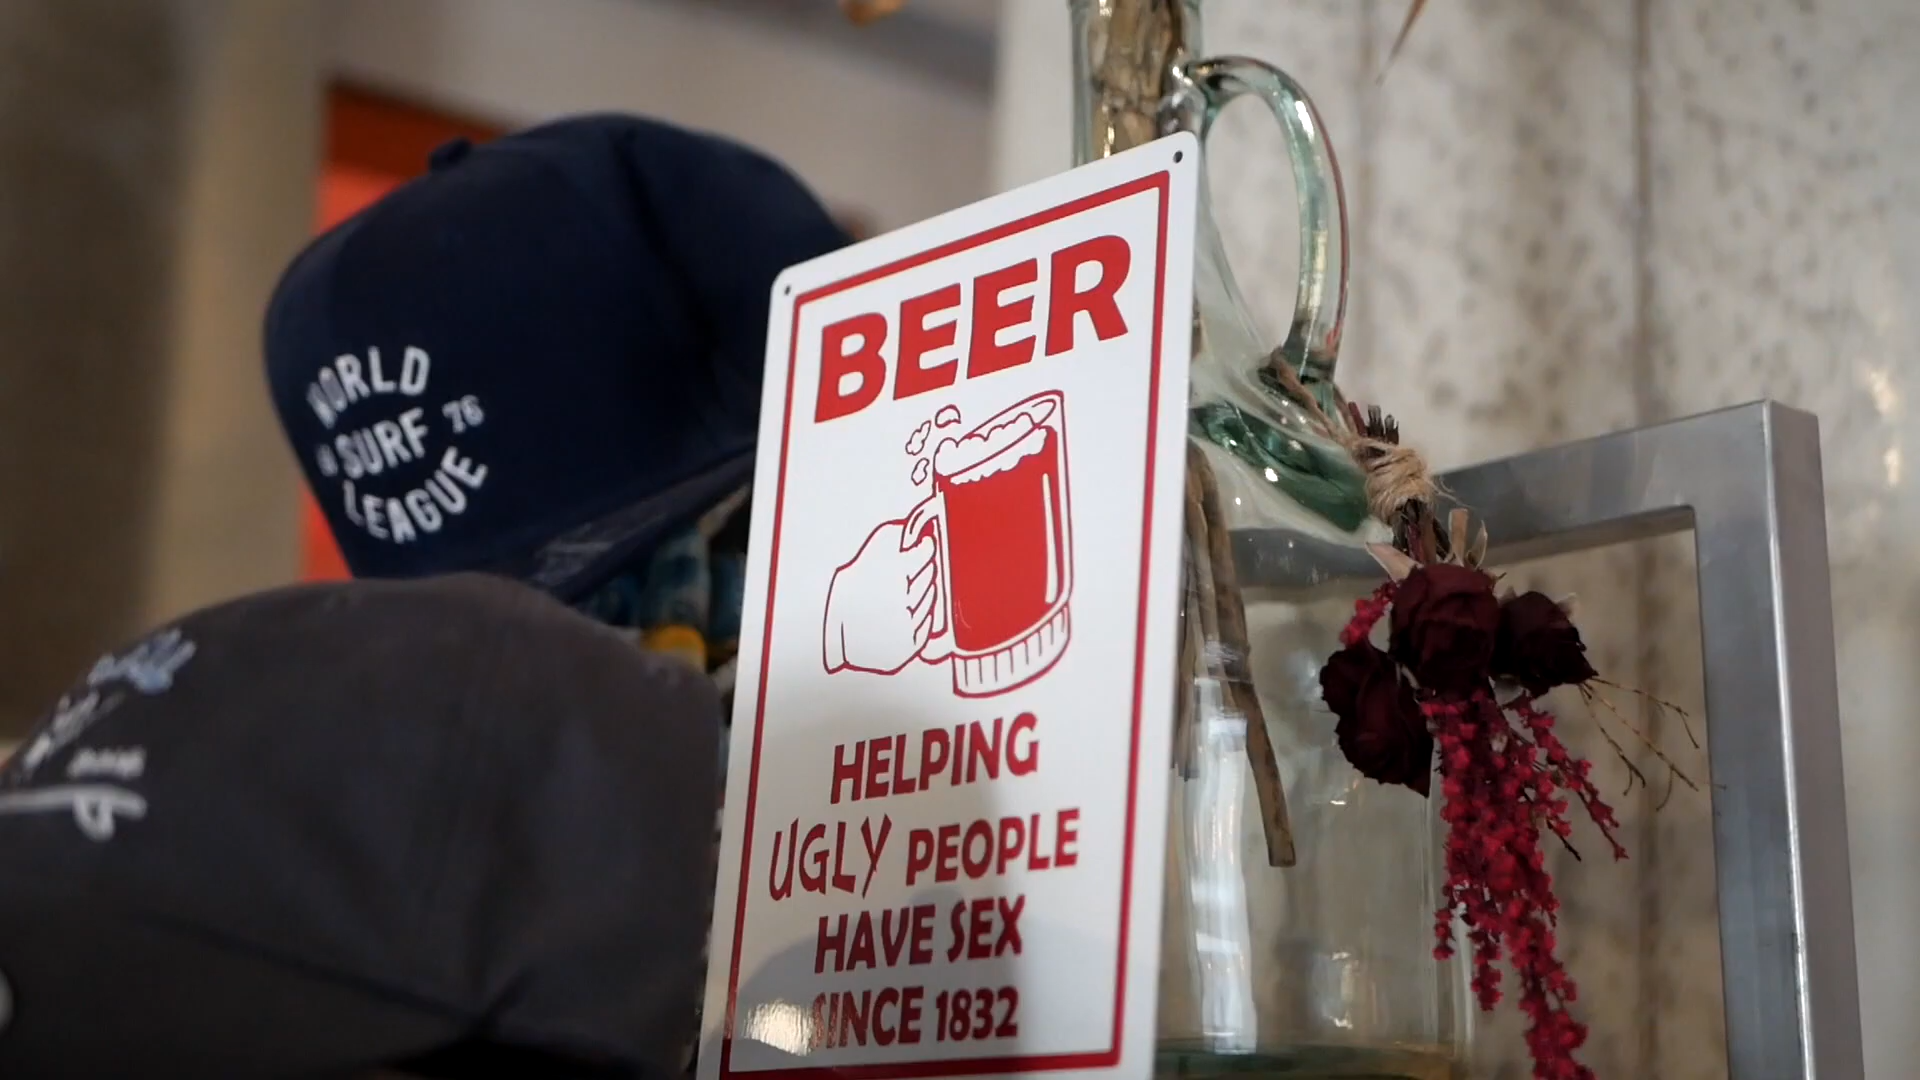 WORLD
SURF 76
LEAGUE
BEER
HELPING
UGLY PEOPLE
HAVE SEX
SINCE 1832